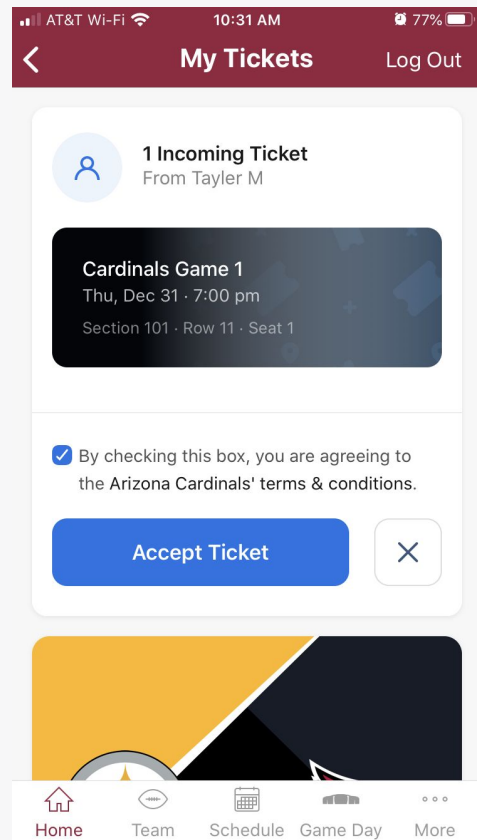 AT&T Wi-Fi 10:31 AM 77%
My Tickets Log Out
1 Incoming Ticket
From Tayler M
Cardinals Game 1
Thu, Dec 31 · 7:00 pm
Section 101 · Row 11 · Seat 1
By checking this box, you are agreeing to
the Arizona Cardinals' terms & conditions.
Accept Ticket
Home Team Schedule Game Day More